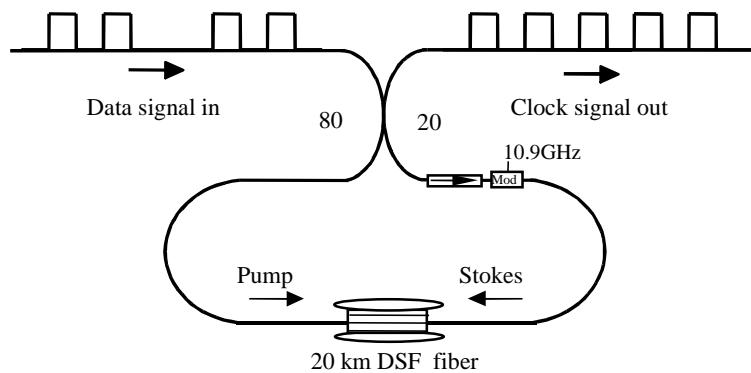 Data signal in
Clock signal out
80
20
10.9GHz
Mod
Pump
Stokes
20 km DSF fiber